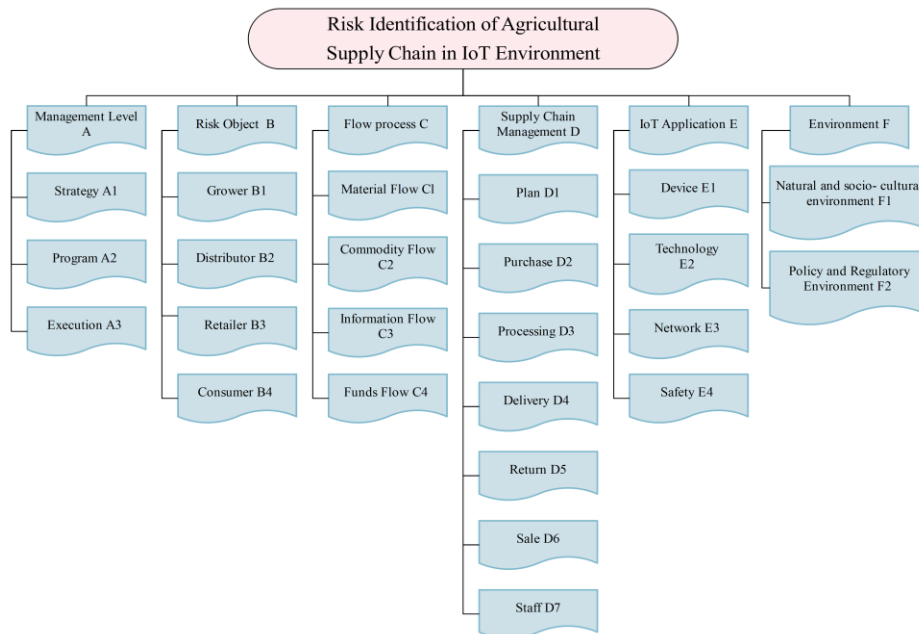 Risk Identification of Agricultural
Supply Chain in IoT Environment
Management Level
A
Strategy A1
Program A2
Execution A3
Risk Object B
Grower B1
Distributor B2
Retailer B3
Consumer B4
Flow process C
Material Flow Cl
Commodity Flow
C2
Information Flow
C3
Funds Flow C4
Supply Chain
Management D
Plan D1
Purchase D2
Processing D3
Delivery D4
Return D5
Sale D6
Staff D7
IoT Application E
Device E1
Technology
E2
Network E3
Safety E4
Environment F
Natural and socio- cultural
environment F1
Policy and Regulatory
Environment F2